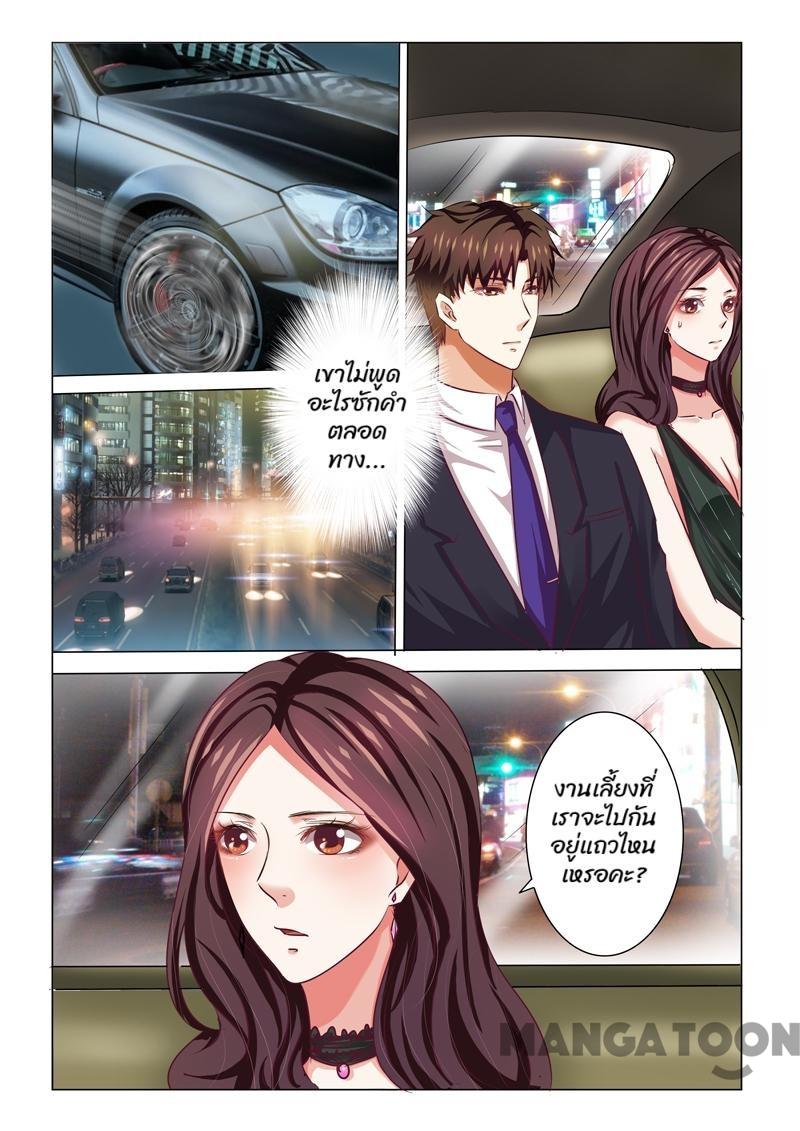 เขาไม่พูด
อะไรซักคำ
ตลอด
ทาง...
งานเลี้ยงที่
เราจะไปกัน
อยู่แถวไหน
เหรอคะ?
MANGATOON